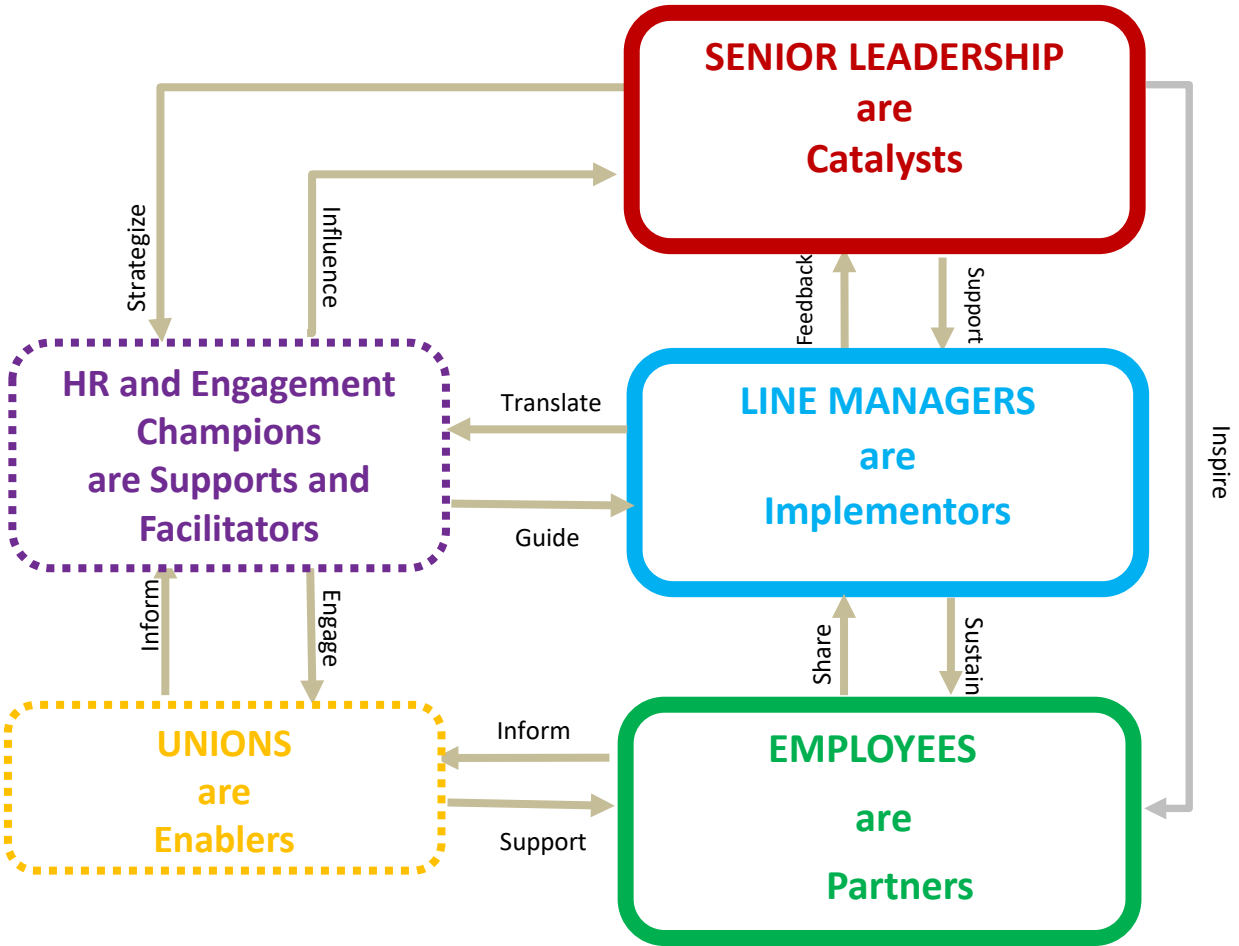 SENIOR LEADERSHIP
are
Catalysts
Strategize
Influence
Feedback
Support
HR and Engagement
Champions
are Supports and
Facilitators
Translate
Guide
LINE MANAGERS
are
Implementors
Inspire
Inform
Engage
Share
Sustain
UNIONS
are
Enablers
Inform
Support
EMPLOYEES
are
Partners